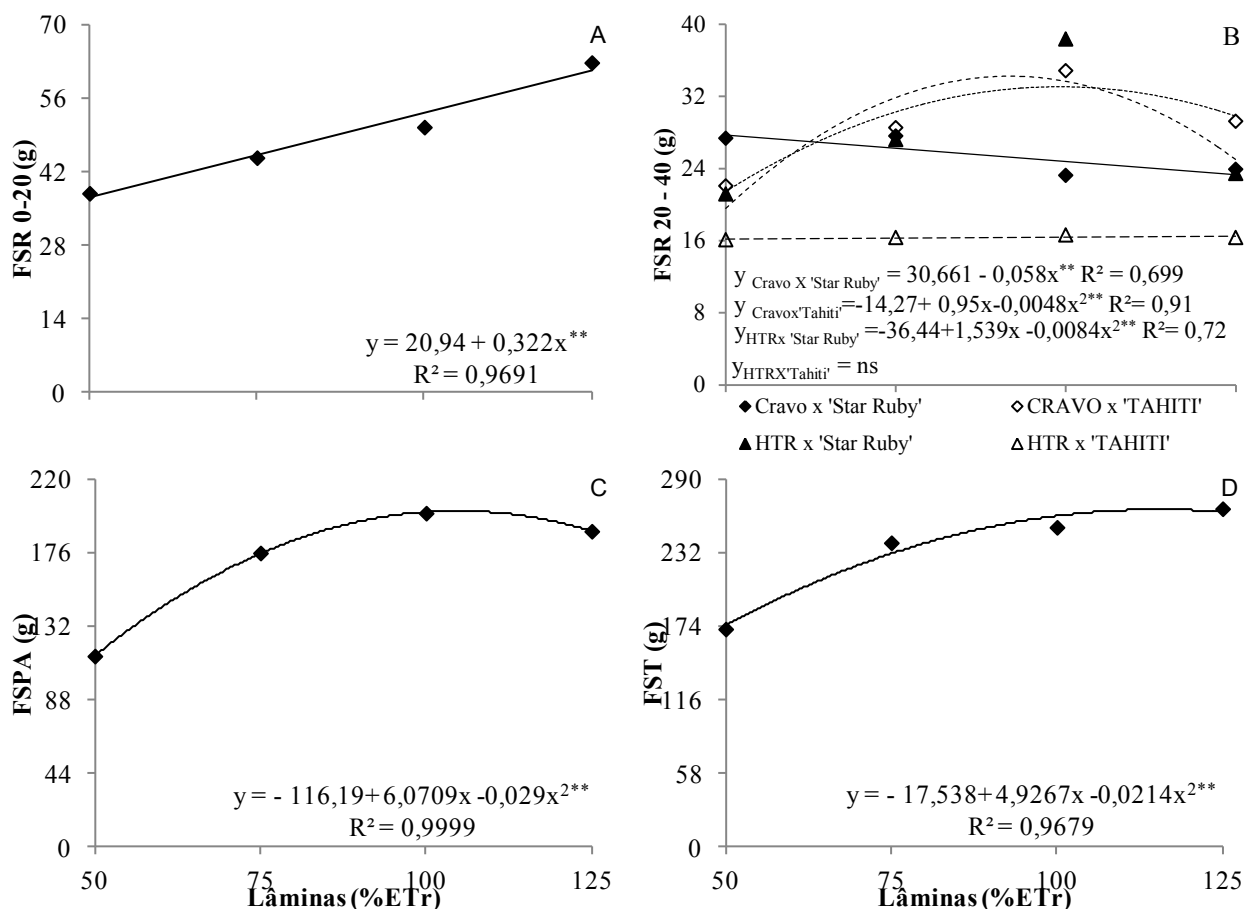 A
70
56
42
28
14
0
FSR 0-20 (g)
y = 20,94 + 0,322x**
R² = 0,9691
B
40
32
24
16
8
0
FSR 20 - 40 (g)
y Cravo X 'Star Ruby' = 30,661 - 0,058x** R² = 0,699
y Cravox'Tahiti'=-14,27+ 0,95x-0,0048x²** R²= 0,91
yHTRx 'Star Ruby' =-36,44+1,539x -0,0084x²** R²= 0,72
yHTRX'Tahiti' = ns
Cravo x 'Star Ruby'
CRAVO x 'TAHITI'
HTR x 'Star Ruby'
HTR x 'TAHITI'
C
220
176
132
88
44
0
FSPA (g)
y = - 116,19+6,0709x -0,029x²**
R² = 0,9999
50
75
100
125
Lâminas (%ETr)
D
290
232
174
116
58
0
FST (g)
y = - 17,538+4,9267x -0,0214x²**
R² = 0,9679
50
75
100
125
Lâminas (%ETr)